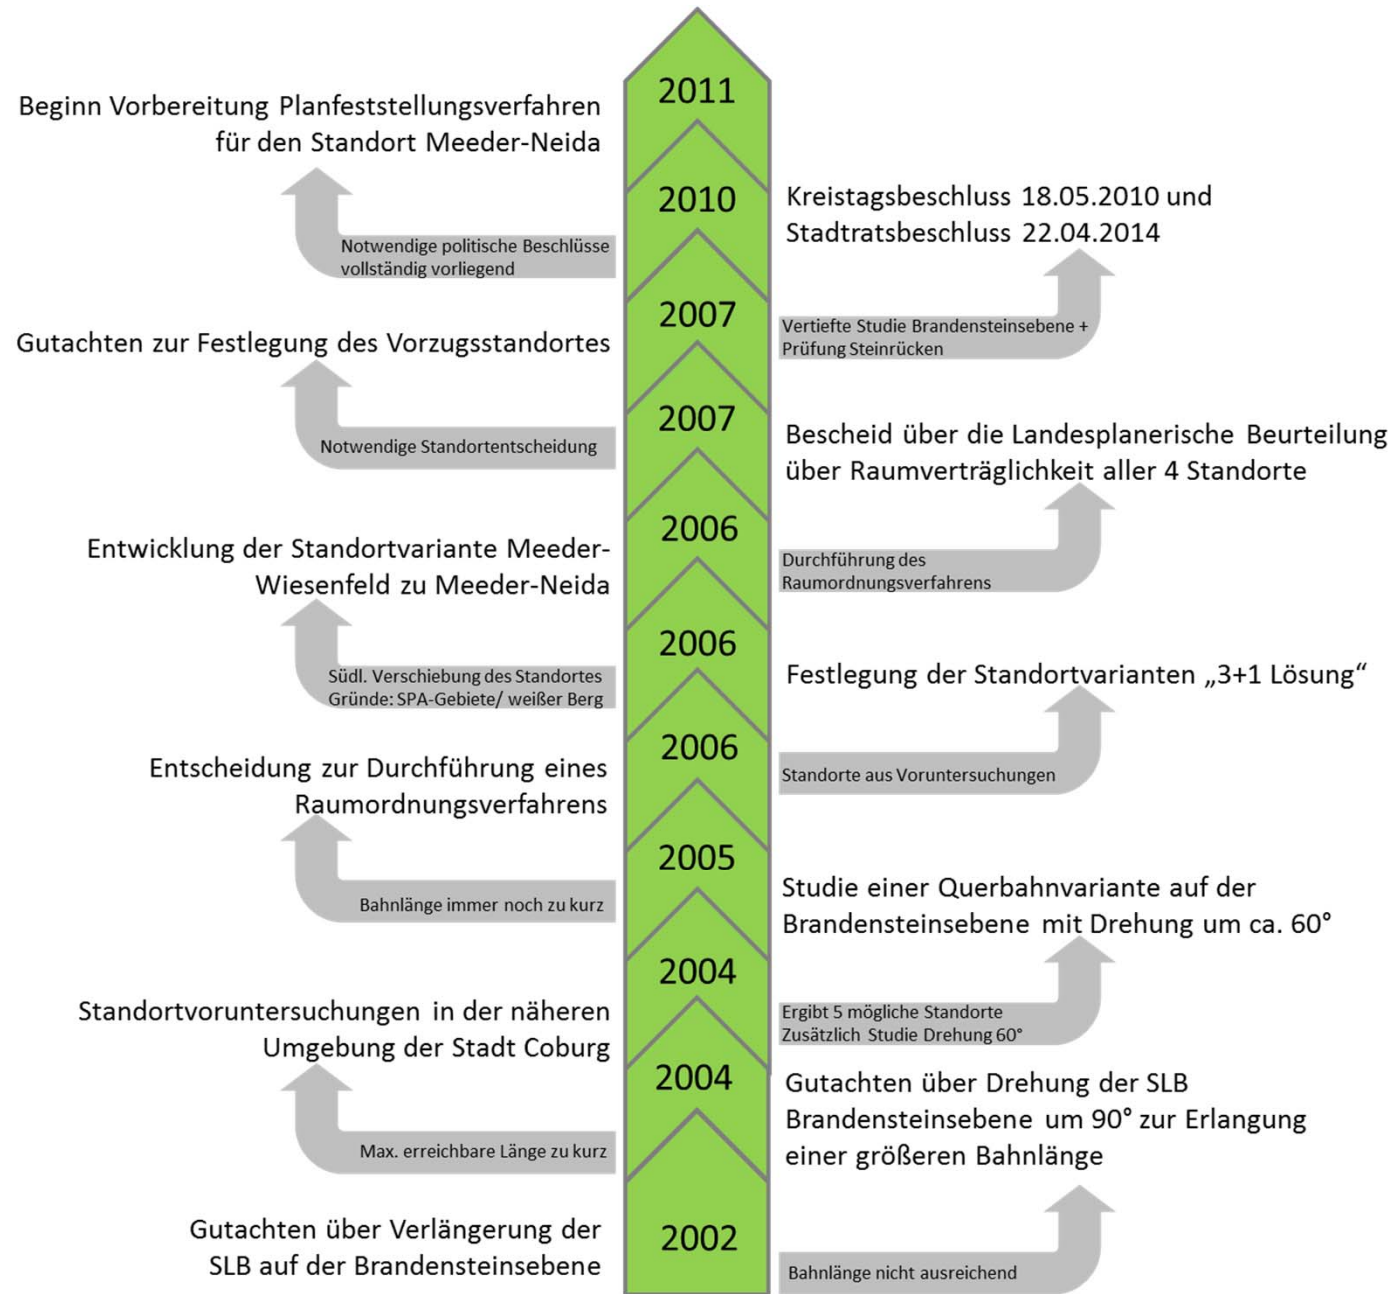 2011
Beginn Vorbereitung Planfeststellungsverfahren
für den Standort Meeder-Neida
2010
Kreistagsbeschluss 18.05.2010 und
Stadtratsbeschluss 22.04.2014
Notwendige politische Beschlüsse
vollständig vorliegend
2007
Vertiefte Studie Brandensteinsebene +
Prüfung Steinrücken
Gutachten zur Festlegung des Vorzugsstandortes
2007
Notwendige Standortentscheidung
Bescheid über die Landesplanerische Beurteilung
über Raumverträglichkeit aller 4 Standorte
2006
Entwicklung der Standortvariante Meeder-
Wiesenfeld zu Meeder-Neida
Durchführung des
Raumordnungsverfahrens
2006
Südl. Verschiebung des Standortes
Gründe: SPA-Gebiete/ weißer Berg
Festlegung der Standortvarianten „3+1 Lösung“
2006
Entscheidung zur Durchführung eines
Raumordnungsverfahrens
Standorte aus Voruntersuchungen
2005
Bahnlänge immer noch zu kurz
Studie einer Querbahnvariante auf der
Brandensteinsebene mit Drehung um ca. 60°
2004
Standortvoruntersuchungen in der näheren
Umgebung der Stadt Coburg
Ergibt 5 mögliche Standorte
Zusätzlich Studie Drehung 60°
2004
Max. erreichbare Länge zu kurz
Gutachten über Drehung der SLB
Brandensteinsebene um 90° zur Erlangung
einer größeren Bahnlänge
2002
Gutachten über Verlängerung der
SLB auf der Brandensteinsebene
Bahnlänge nicht ausreichend